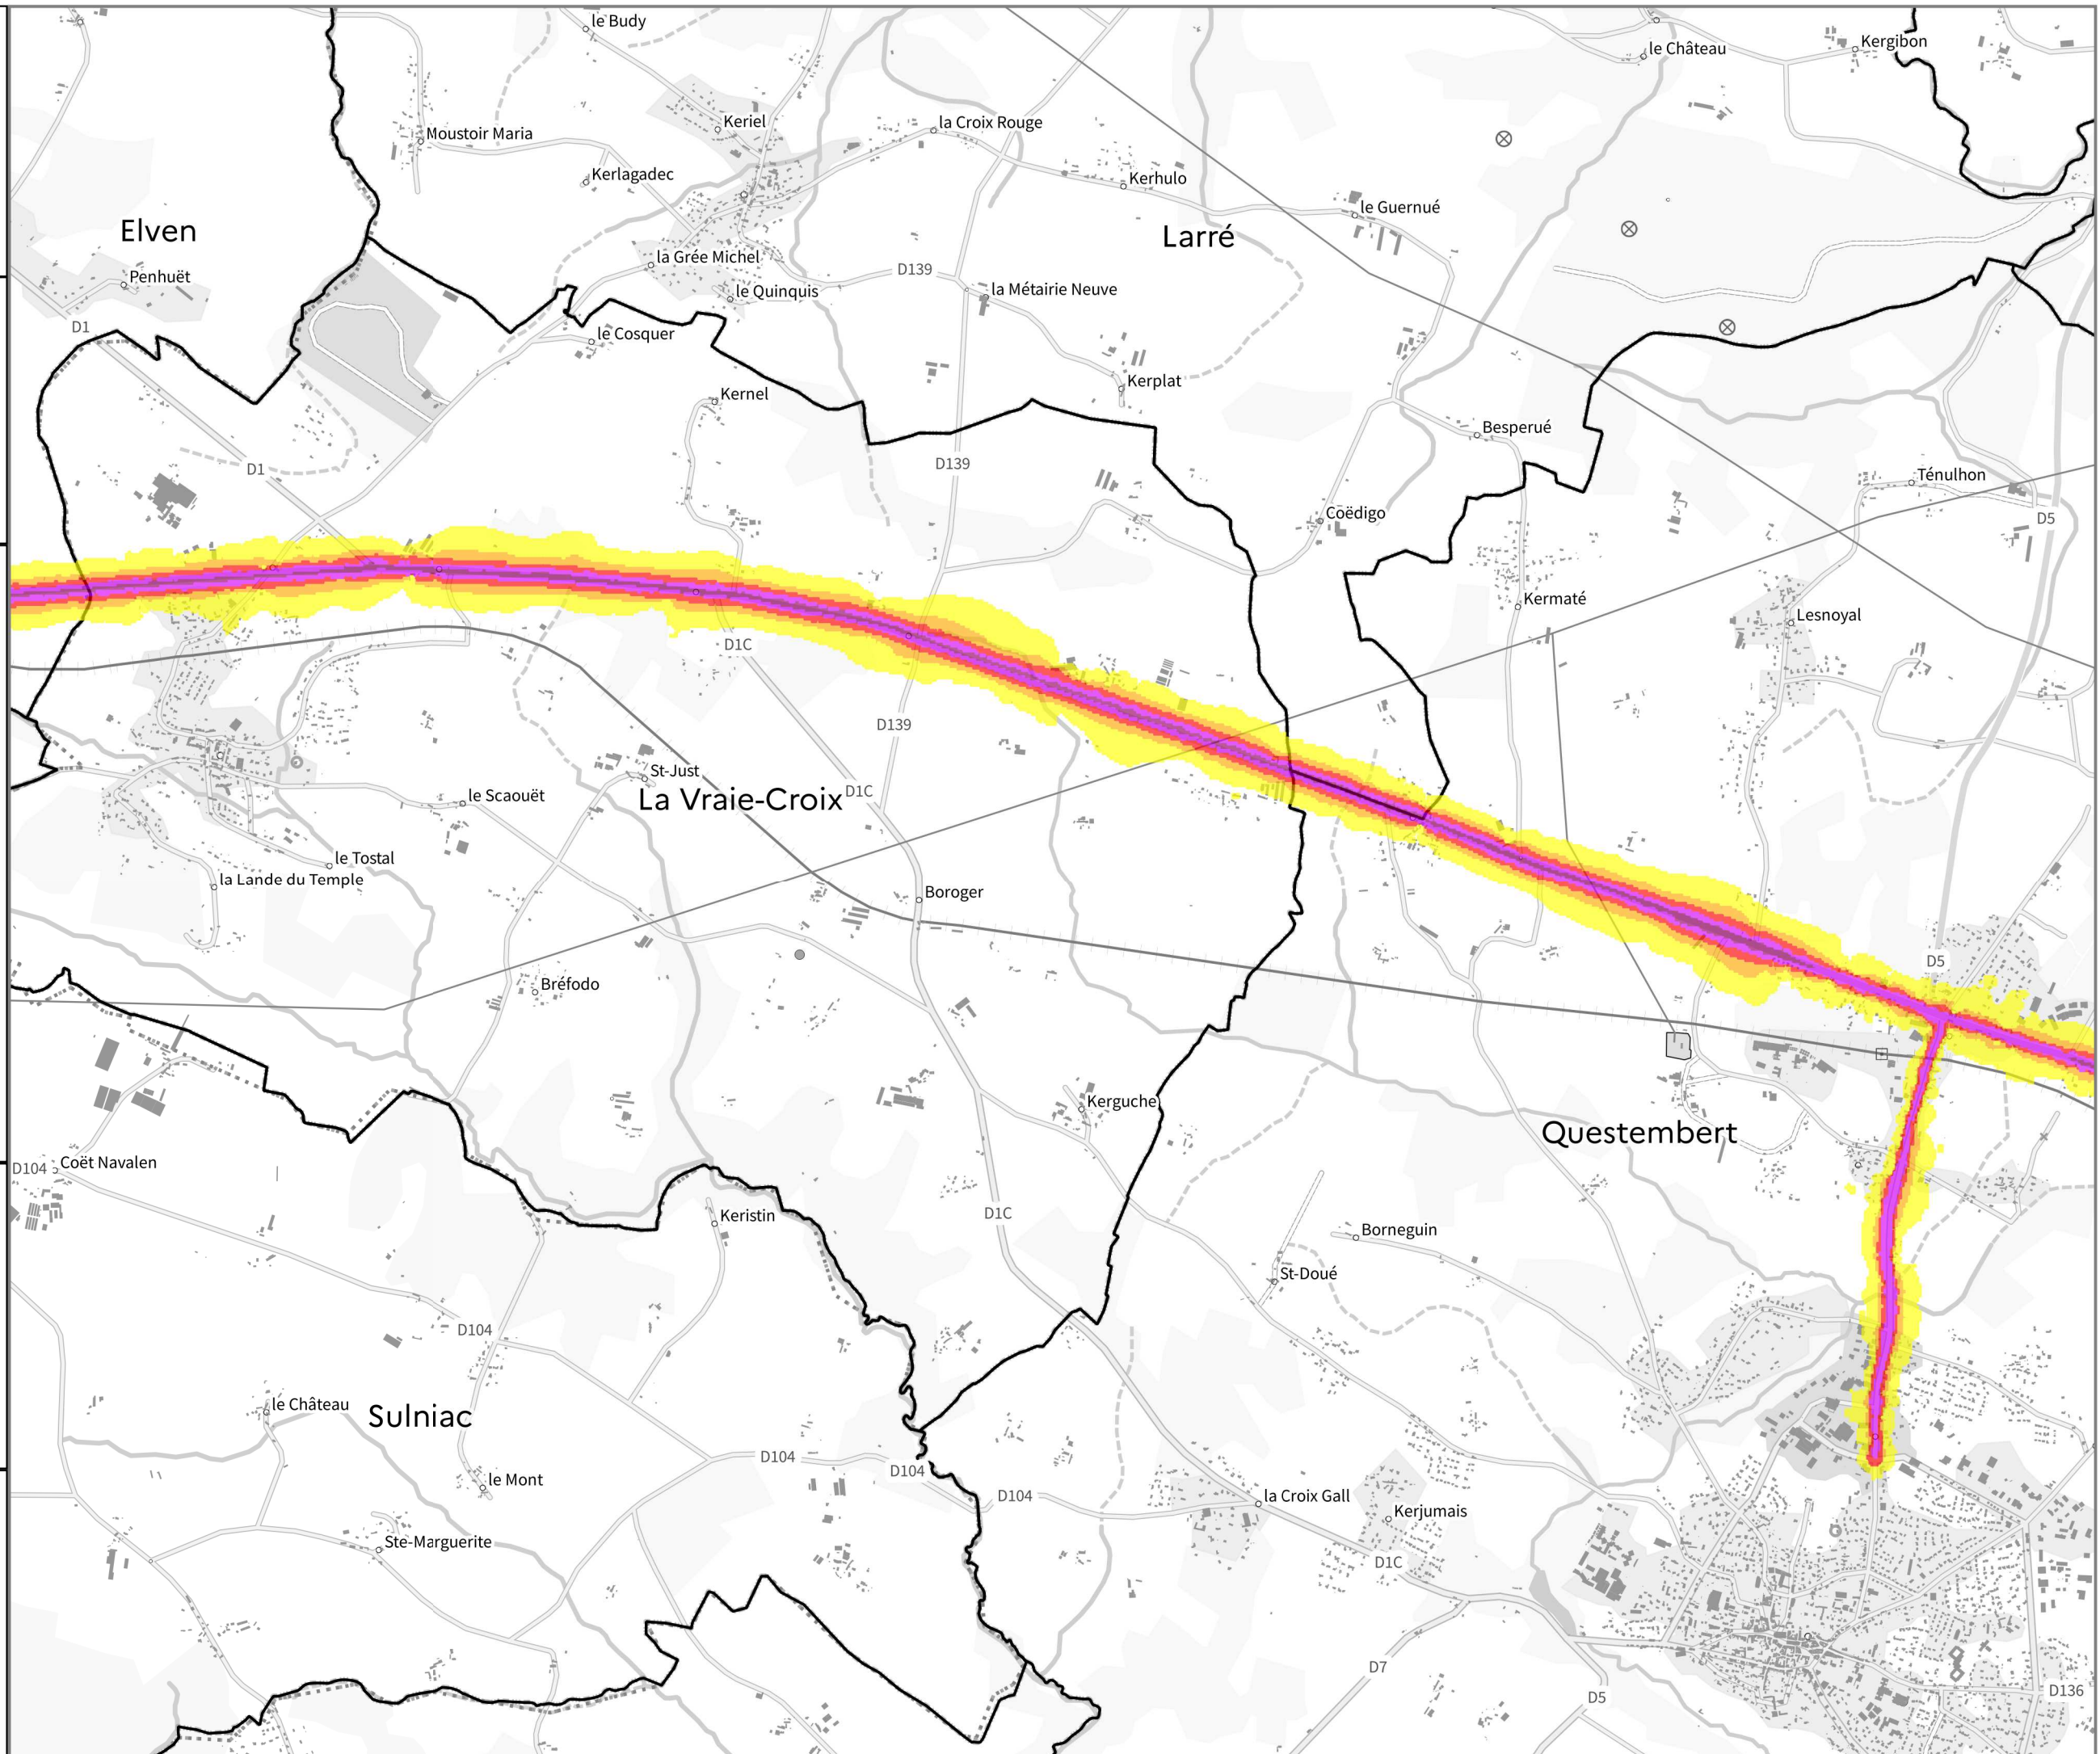 le Budy
le Château
Kergibon
Keriel
la Croix Rouge
Moustoir Maria
Kerlagadec
Kerhulo
le Guernué
Elven
Larré
la Grée Michel
D139
Penhuët
le Quinquis
la Métairie Neuve
D1
le Cosquer
Kerplat
Kernel
Besperué
D1
D139
Ténulhon
Coëdigo
D5
Kermaté
Lesnoyal
D1C
D139
St-Just
La Vraie-Croix
D1C
le Scaouët
le Tostal
la Lande du Temple
Boroger
D5
Bréfodo
Kerguche
Questembert
D104
Coët Navalen
Keristin
D1C
Borneguin
St-Doué
D104
le Château
Sulniac
D104
D104
le Mont
D104
la Croix Gall
Kerjumais
Ste-Marguerite
D1C
D7
D5
D136